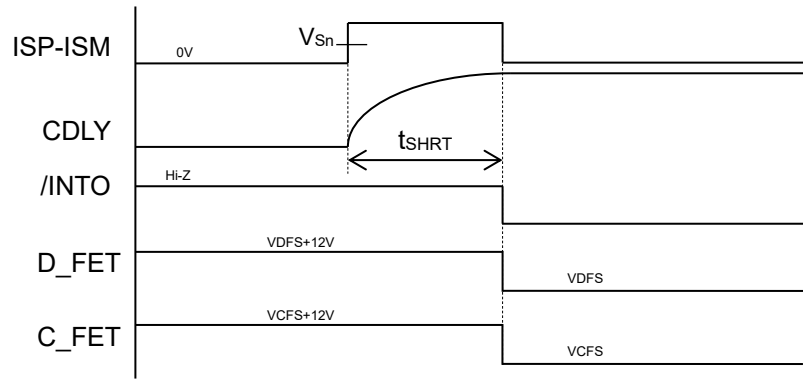 ISP-ISM 0V VSn
CDLY
tSHRT
/INTO Hi-Z
D_FET VDFS+12V VDFS
C_FET VCFS+12V VCFS